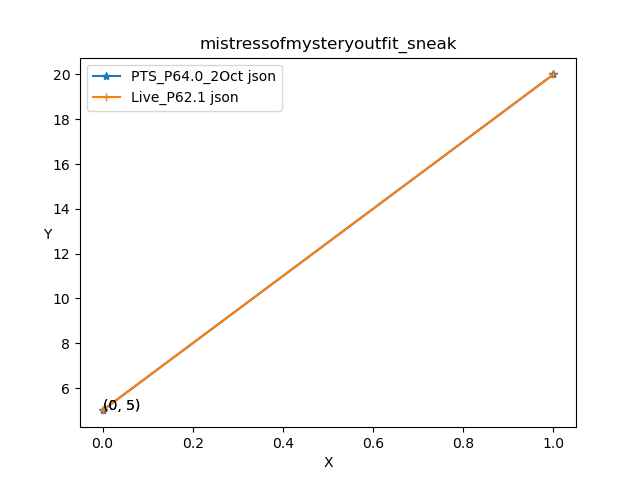 mistressofmysteryoutfit_sneak
PTS_P64.0_2Oct json
Live_P62.1 json
20
18
16
14
12
10
8
6
Y
(0, 5)
0.0 0.2 0.4 0.6 0.8 1.0
X